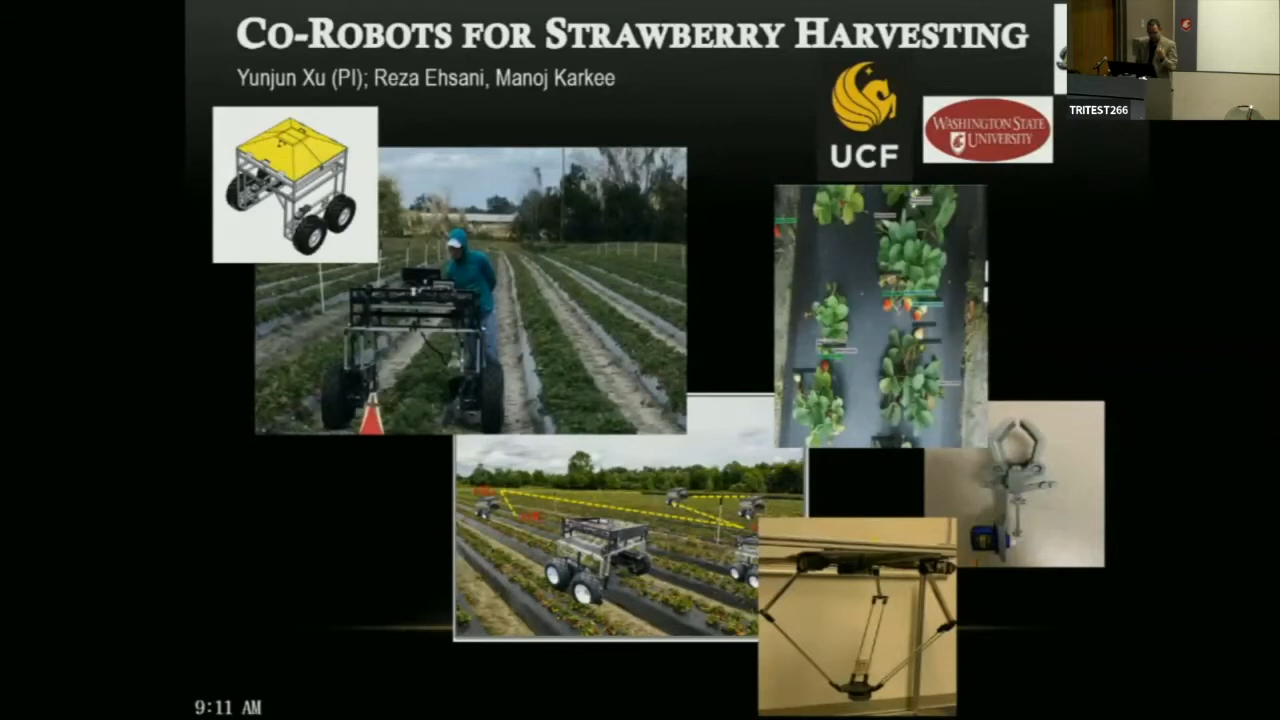 CO-ROBOTS FOR STRAWBERRY HARVESTING
Yunjun Xu (PI); Reza Ehsani, Manoj Karkee
UCF
WASHINGTON STATE
UNIVERSITY
TRITEST266
9:11 AM